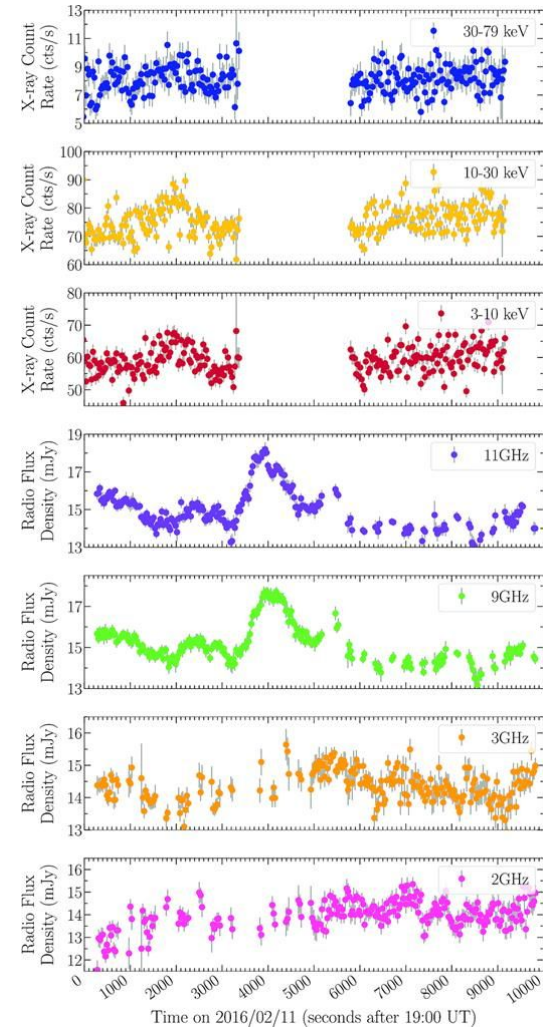 X-ray Count
Rate (cts/s)
13
11
9
7
5
30-79 keV
X-ray Count
Rate (cts/s)
100
90
80
70
60
10-30 keV
X-ray Count
Rate (cts/s)
80
70
60
50
3-10 keV
Radio Flux
Density (mJy)
19
17
15
13
11GHz
Radio Flux
Density (mJy)
17
15
13
9GHz
Radio Flux
Density (mJy)
16
15
14
13
3GHz
Radio Flux
Density (mJy)
16
15
14
13
12
2GHz
0 1000 2000 3000 4000 5000 6000 7000 8000 9000 10000
Time on 2016/02/11 (seconds after 19:00 UT)